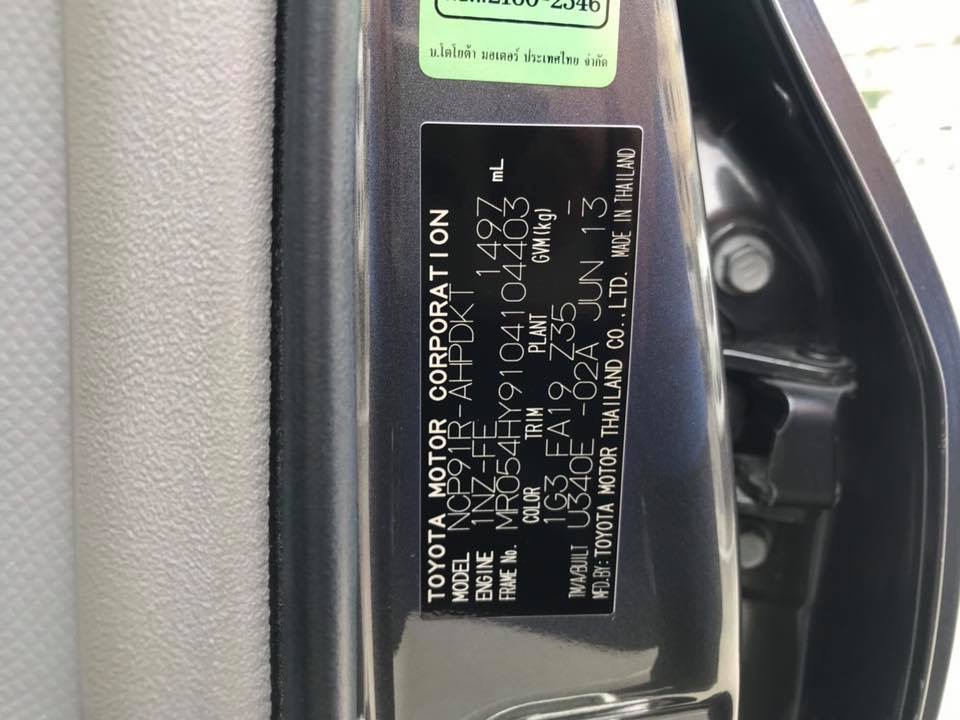 2100-2546
บ.โตโยต้า มอเตอร์ ประเทศไทย จำกัด
TOYOTA MOTOR CORPORATION
MODEL NCP91R-AHPDKT
ENGINE 1NZ-FE 1497 mL
FRAME No. MR054HY9104104403
COLOR TRIM PLANT GVM(kg)
1G3 FA19 Z35 —
TM/A/BUILT U340E -02A JUN 13
MFD.BY: TOYOTA MOTOR THAILAND CO.,LTD. MADE IN THAILAND